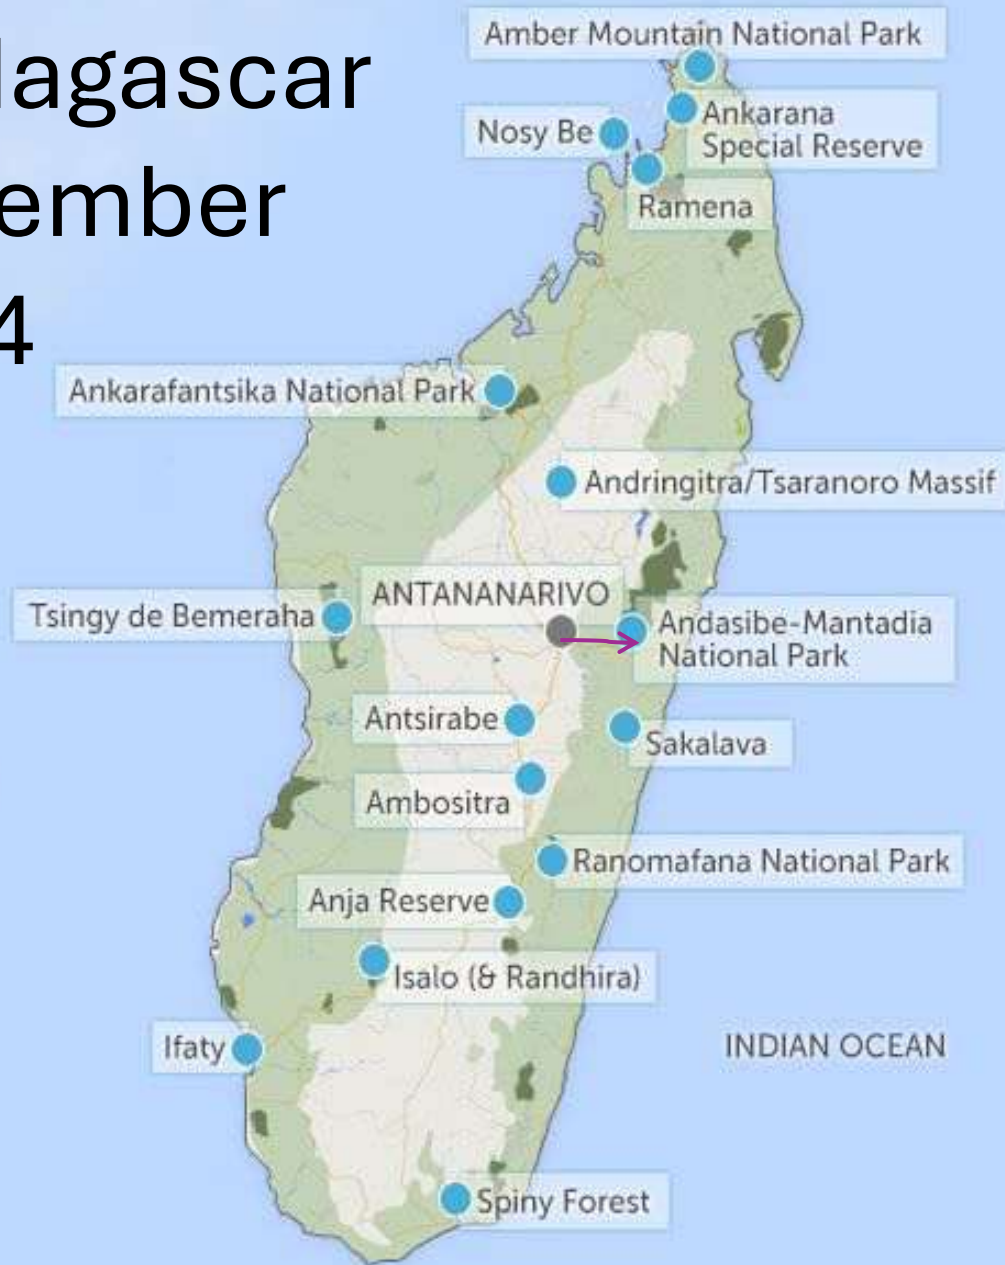 lagascar
ember
4
Amber Mountain National Park
Ankarana
Special Reserve
Nosy Be
Ramena
Ankarafantsika National Park
Andringitra/Tsaranoro Massif
ANTANANARIVO
Tsingy de Bemeraha
Andasibe-Mantadia
National Park
Antsirabe
Sakalava
Ambositra
Ranomafana National Park
Anja Reserve
Isalo (& Randhira)
Ifaty
INDIAN OCEAN
Spiny Forest